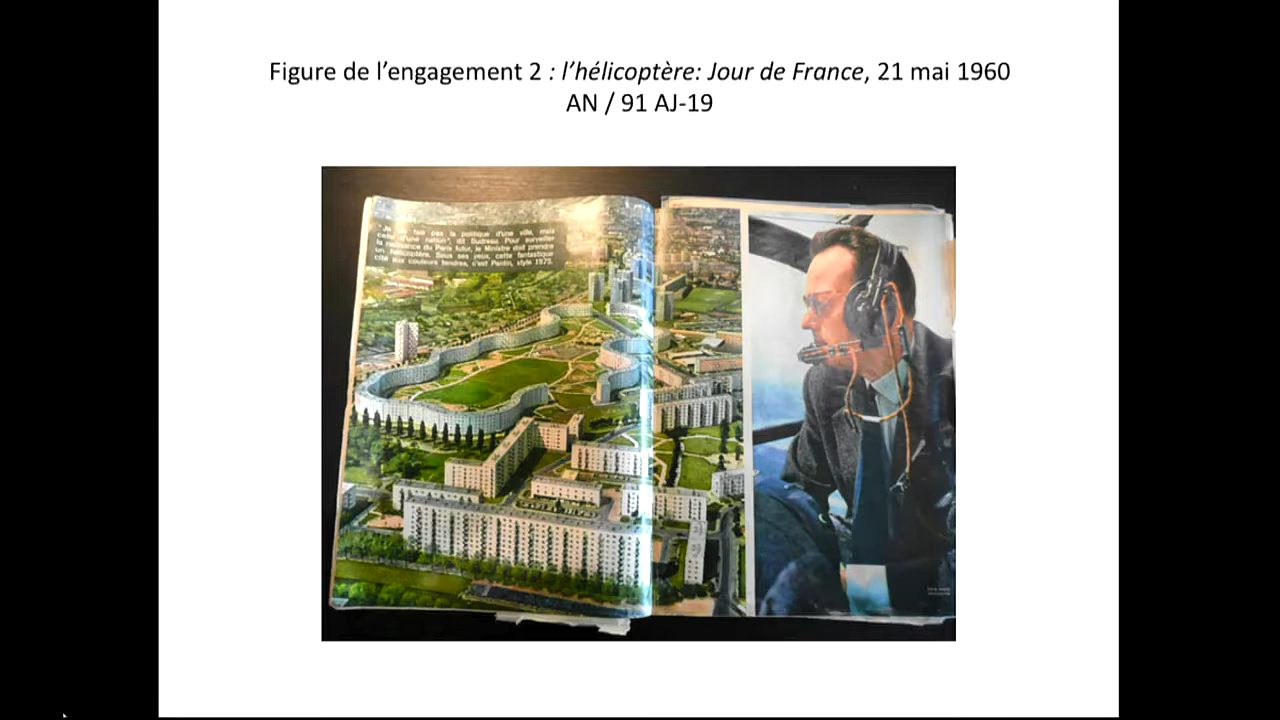 Figure de l’engagement 2 : l’hélicoptère: Jour de France, 21 mai 1960
AN / 91 AJ-19
"Je fais pas la politique d'une ville, mais
celle d'une nation", dit Sudreau. Pour surveiller
la naissance du Paris futur, le Ministre doit prendre
un hélicoptère. Sous ses yeux, cette fantastique
cité aux couleurs tendres, c'est Pantin, style 1975.